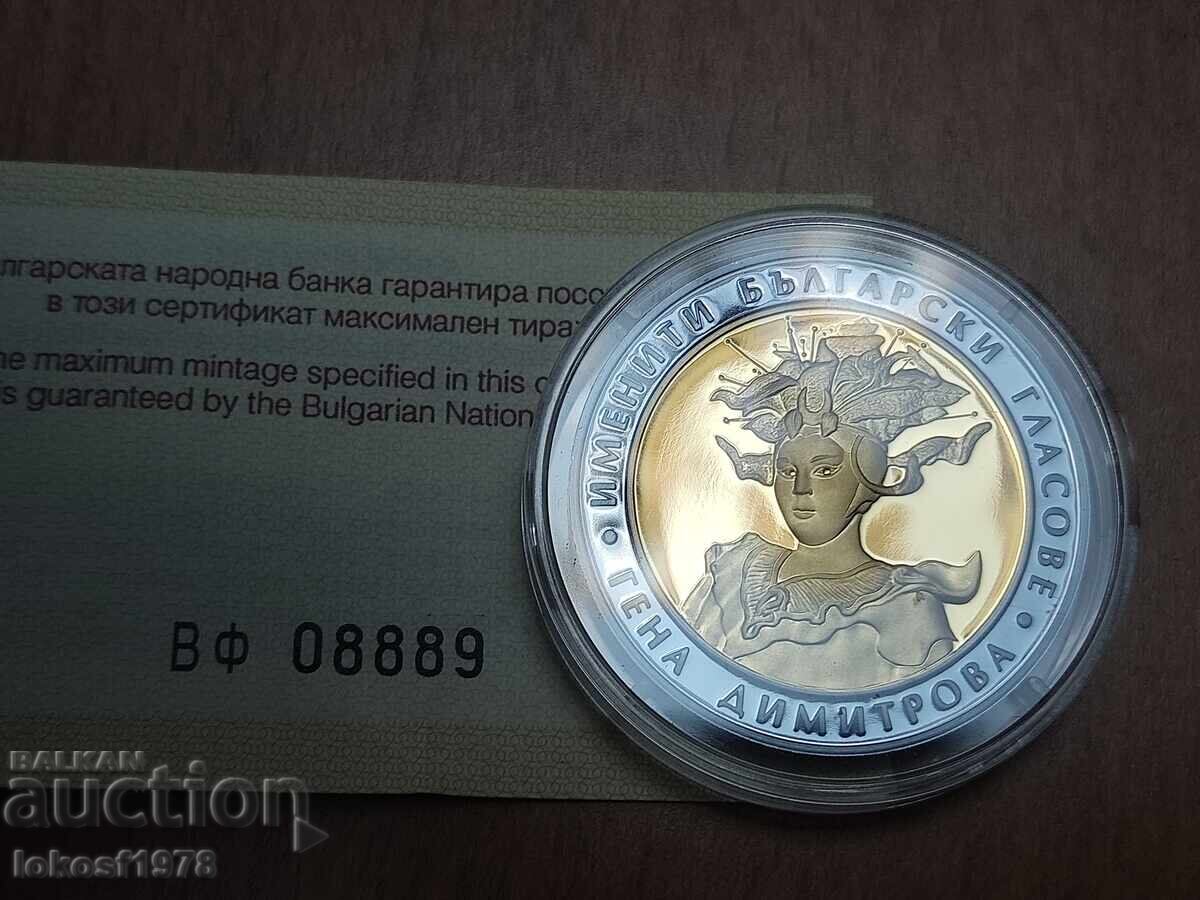 лгарската народна банка гарантира посо
в този сертификат максимален тира
he maximum mintage specified in this c
s guaranteed by the Bulgarian Nation
ВФ 08889
ИМЕНИТИ БЪЛГАРСКИ ГЛАСОВЕ
• ГЕНА ДИМИТРОВА •
BALKAN
auction
lokosf1978